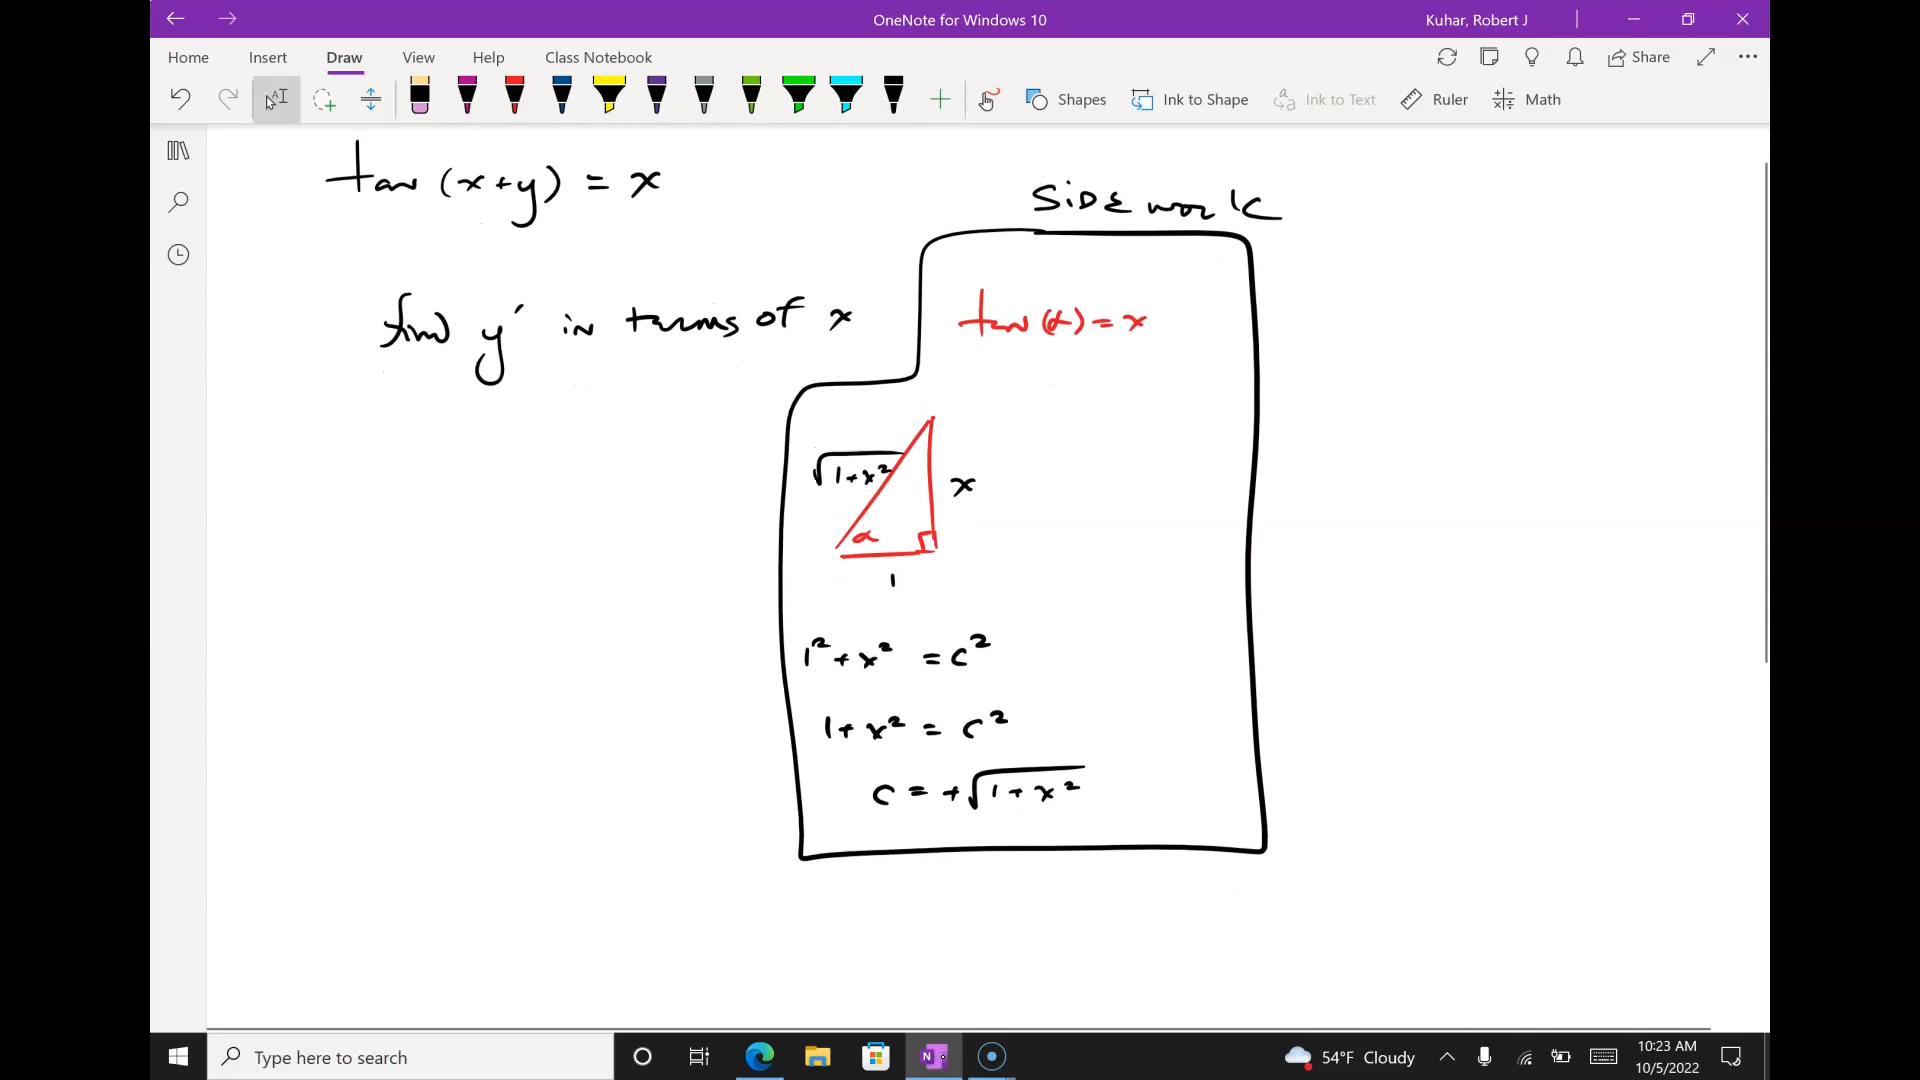 OneNote for Windows 10
Kuhar, Robert J
Home Insert Draw View Help Class Notebook
Share
Shapes Ink to Shape Ink to Text Ruler Math
tan (x+y) = x
Side work
find y' in terms of x
tan (α) = x
√1+x²
x
α
1
1² + x² = c²
1 + x² = c²
c = +√1+x²
Type here to search
54°F Cloudy
10:23 AM
10/5/2022